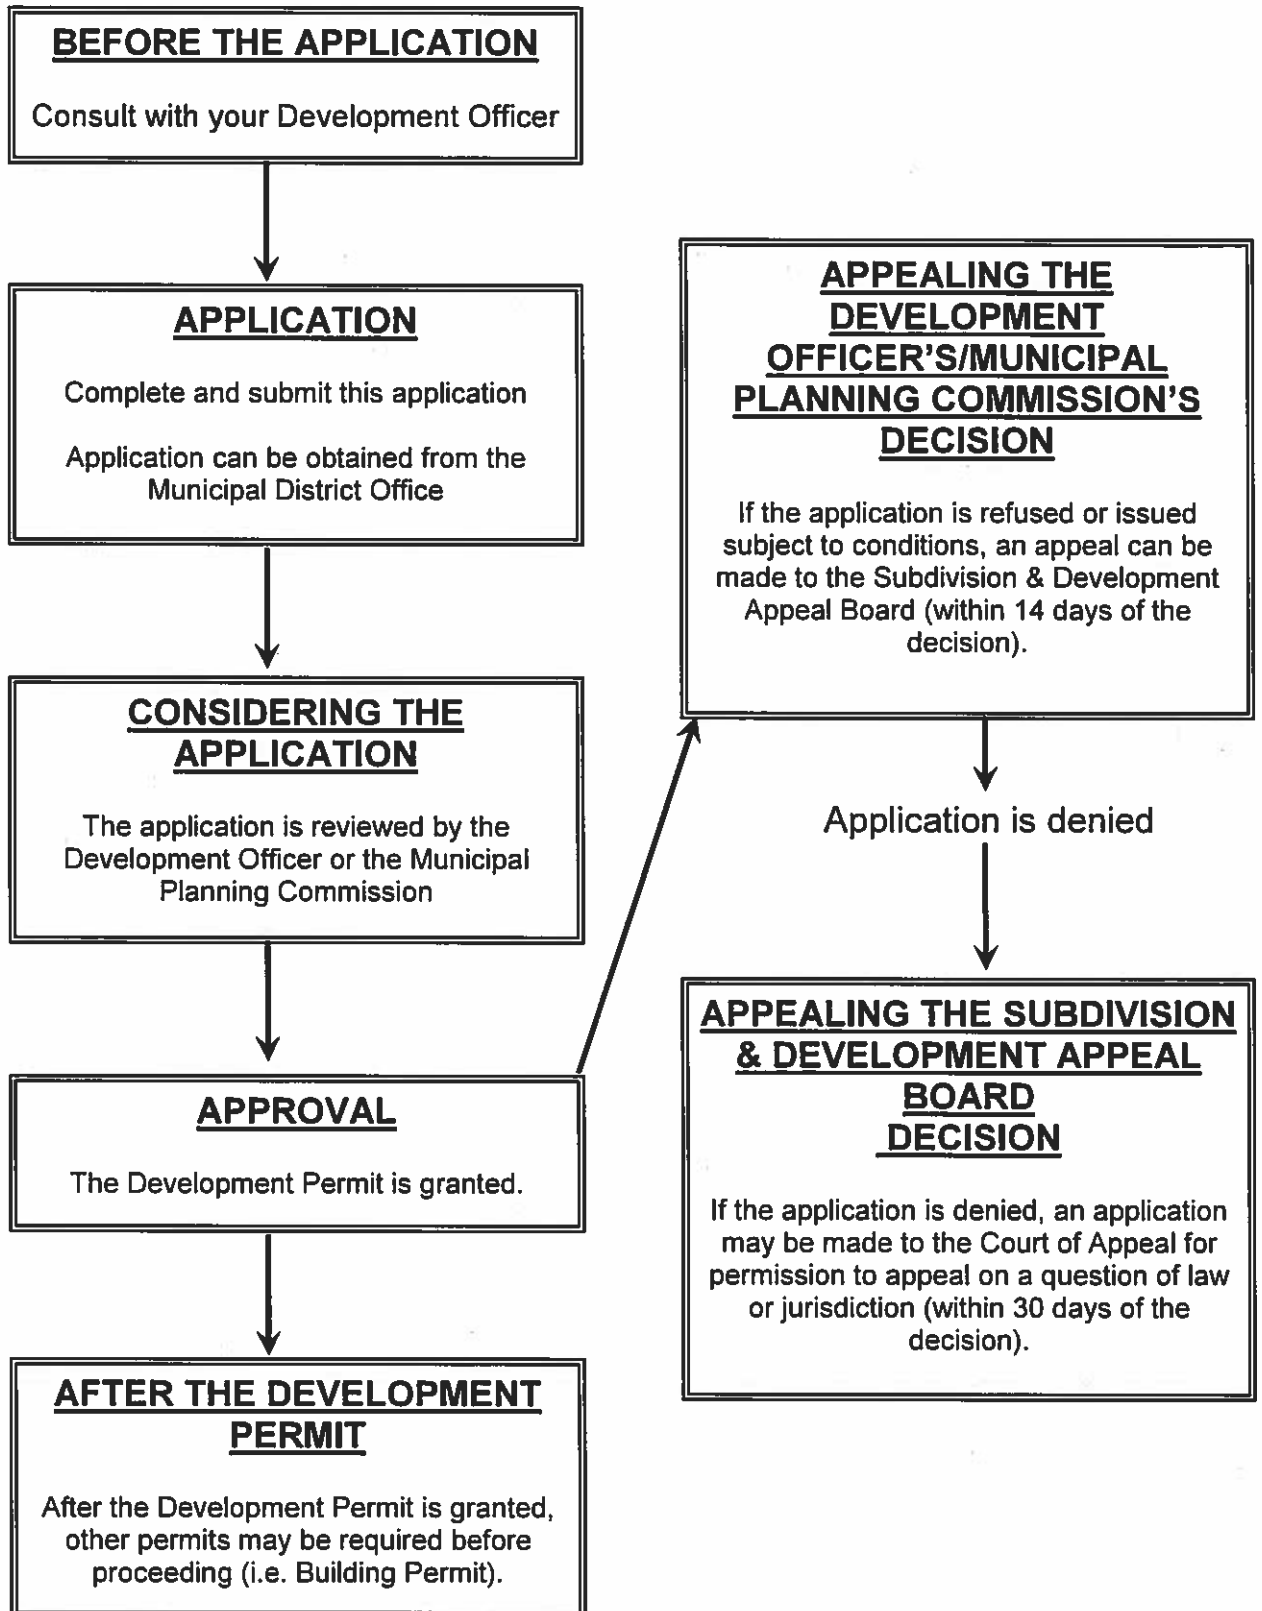 BEFORE THE APPLICATION
Consult with your Development Officer
APPLICATION
Complete and submit this application
Application can be obtained from the
Municipal District Office
CONSIDERING THE
APPLICATION
The application is reviewed by the
Development Officer or the Municipal
Planning Commission
APPROVAL
The Development Permit is granted.
AFTER THE DEVELOPMENT
PERMIT
After the Development Permit is granted,
other permits may be required before
proceeding (i.e. Building Permit).
APPEALING THE
DEVELOPMENT
OFFICER'S/MUNICIPAL
PLANNING COMMISSION'S
DECISION
If the application is refused or issued
subject to conditions, an appeal can be
made to the Subdivision & Development
Appeal Board (within 14 days of the
decision).
Application is denied
APPEALING THE SUBDIVISION
& DEVELOPMENT APPEAL
BOARD
DECISION
If the application is denied, an application
may be made to the Court of Appeal for
permission to appeal on a question of law
or jurisdiction (within 30 days of the
decision).